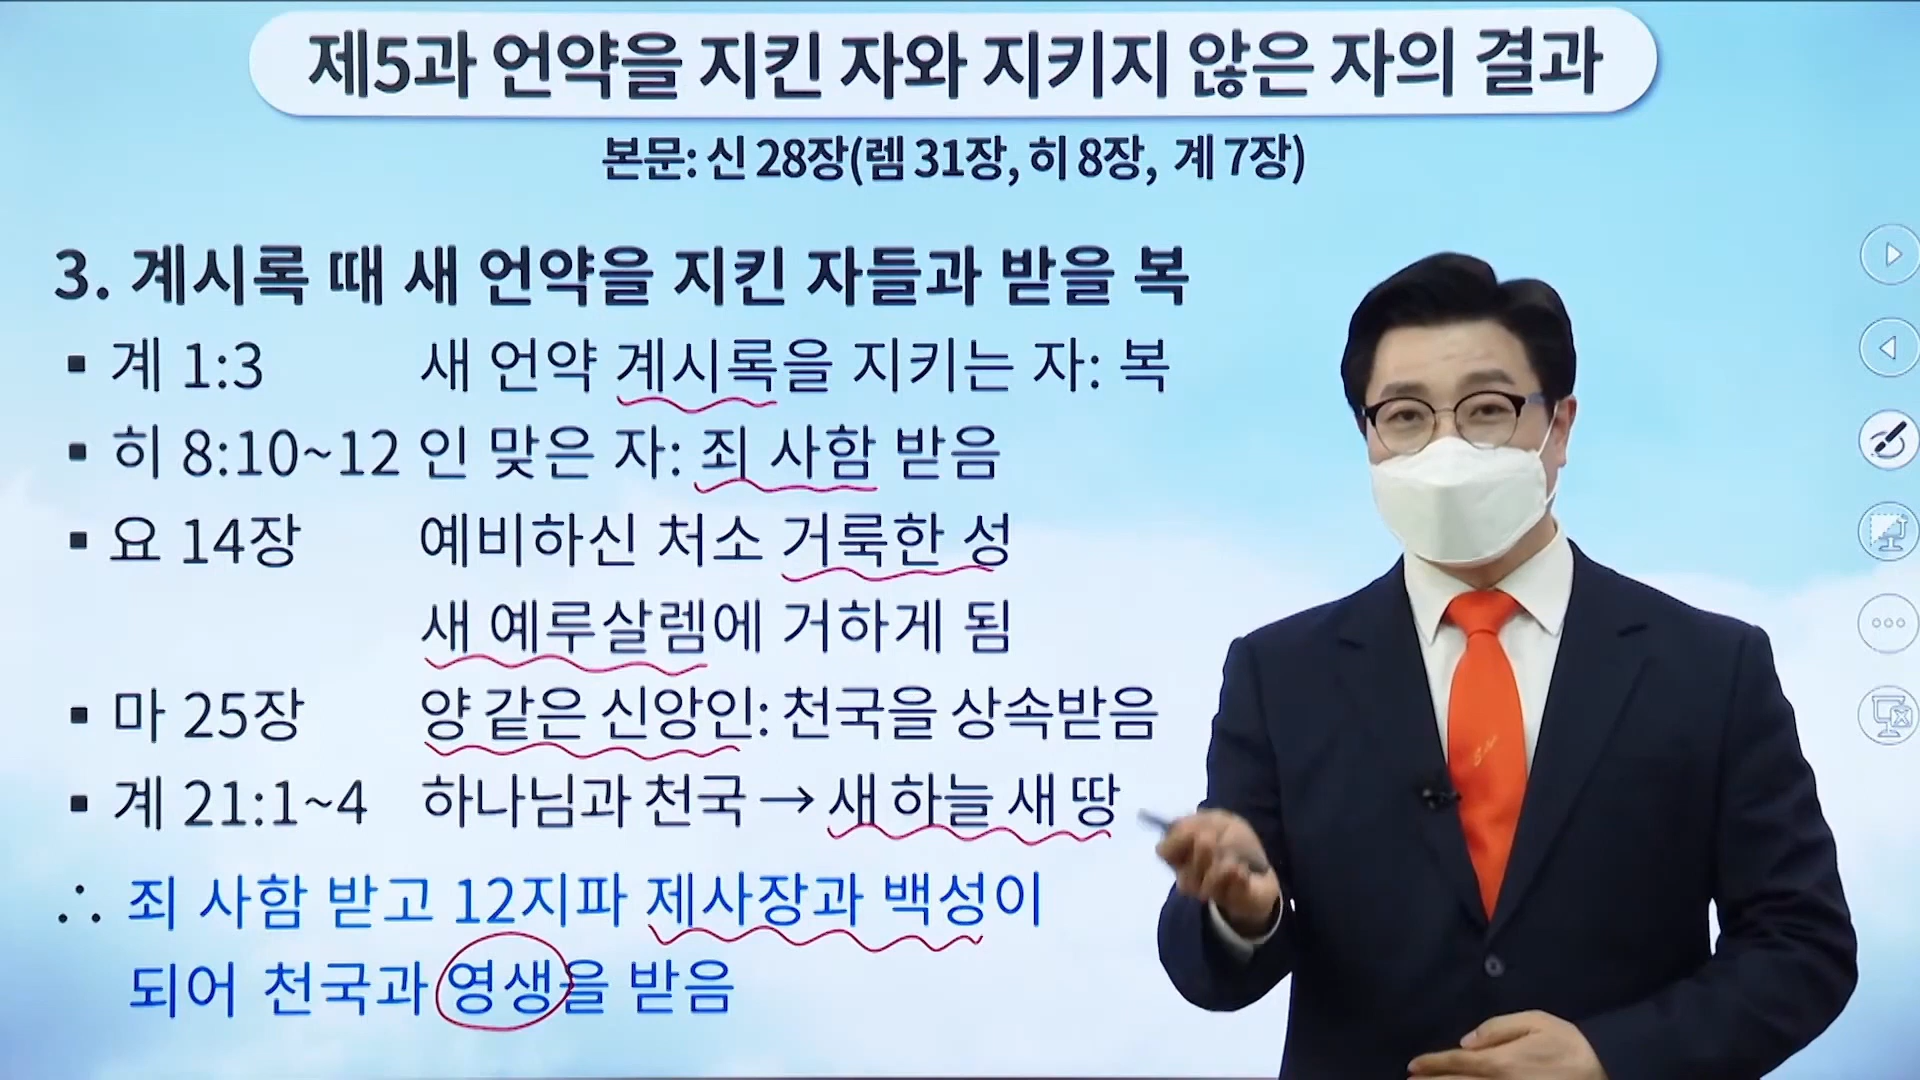 제5과 언약을 지킨 자와 지키지 않은 자의 결과
본문: 신 28장(렘 31장, 히 8장, 계 7장)
3. 계시록 때 새 언약을 지킨 자들과 받을 복
▪ 계 1:3 새 언약 계시록을 지키는 자: 복
▪ 히 8:10~12 인 맞은 자: 죄 사함 받음
▪ 요 14장 예비하신 처소 거룩한 성
새 예루살렘에 거하게 됨
▪ 마 25장 양 같은 신앙인: 천국을 상속받음
▪ 계 21:1~4 하나님과 천국 → 새 하늘 새 땅
∴ 죄 사함 받고 12지파 제사장과 백성이
되어 천국과 영생을 받음